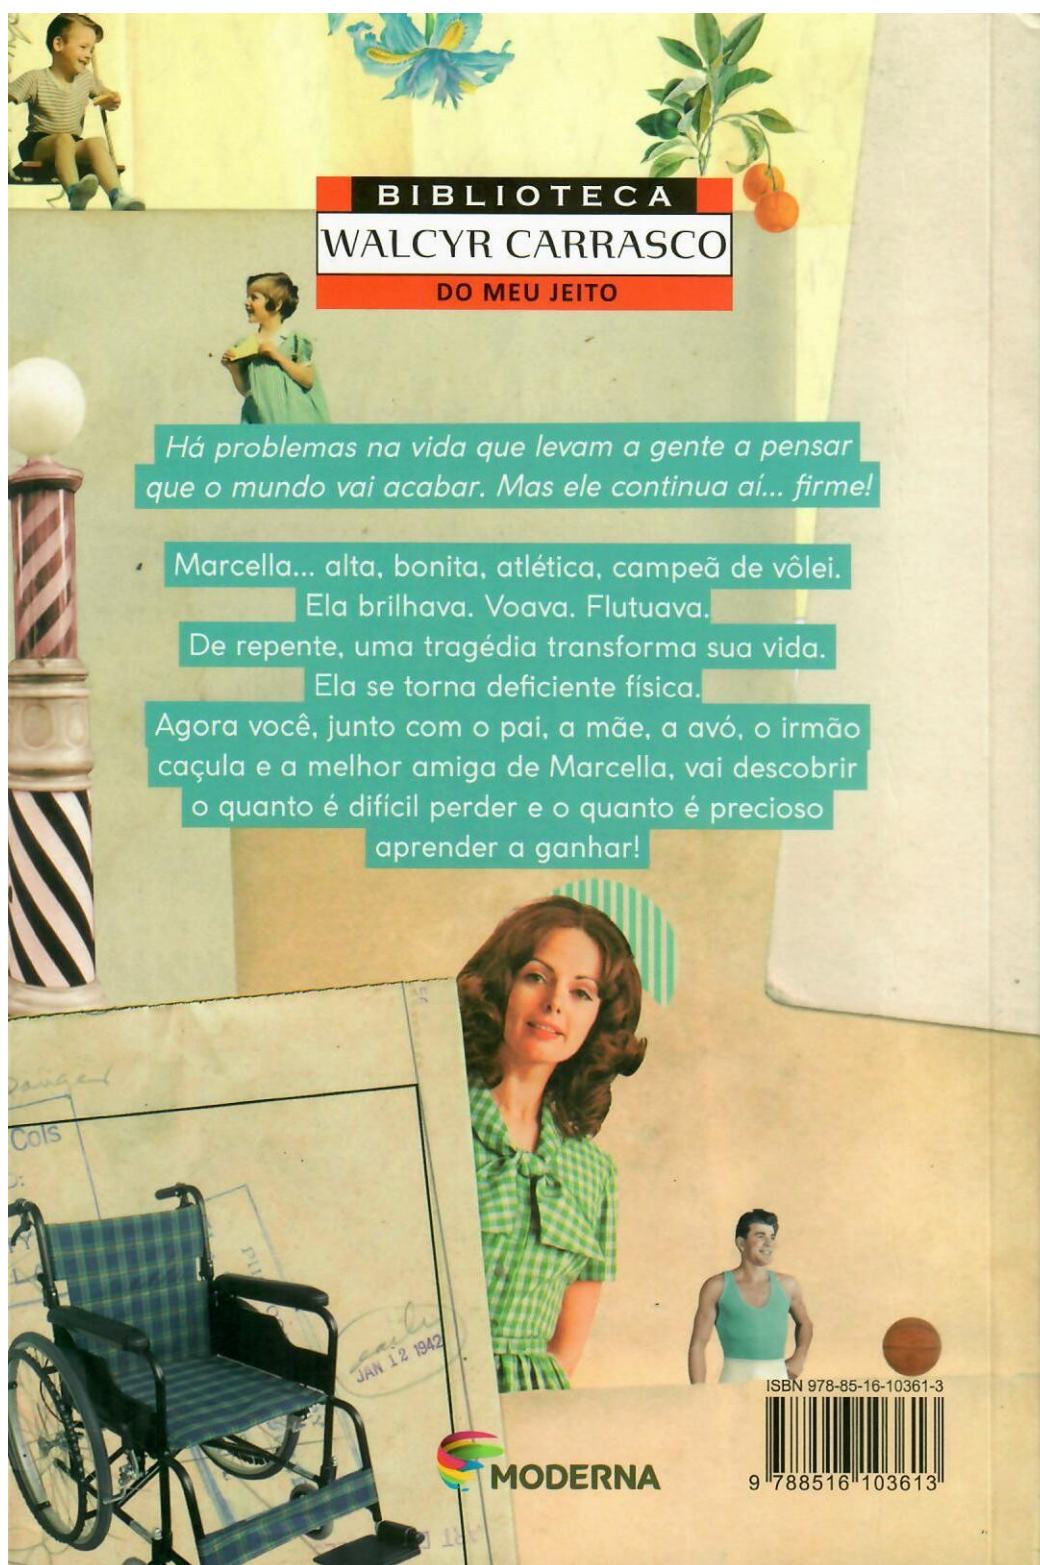 BIBLIOTECA
WALCYR CARRASCO
DO MEU JEITO
Há problemas na vida que levam a gente a pensar
que o mundo vai acabar. Mas ele continua aí... firme!
Marcella... alta, bonita, atlética, campeã de vôlei.
Ela brilhava. Voava. Flutuava.
De repente, uma tragédia transforma sua vida.
Ela se torna deficiente física.
Agora você, junto com o pai, a mãe, a avó, o irmão
caçula e a melhor amiga de Marcella, vai descobrir
o quanto é difícil perder e o quanto é precioso
aprender a ganhar!
Cols
JAN 12 1942
ISBN 978-85-16-10361-3
MODERNA
9 788516 103613